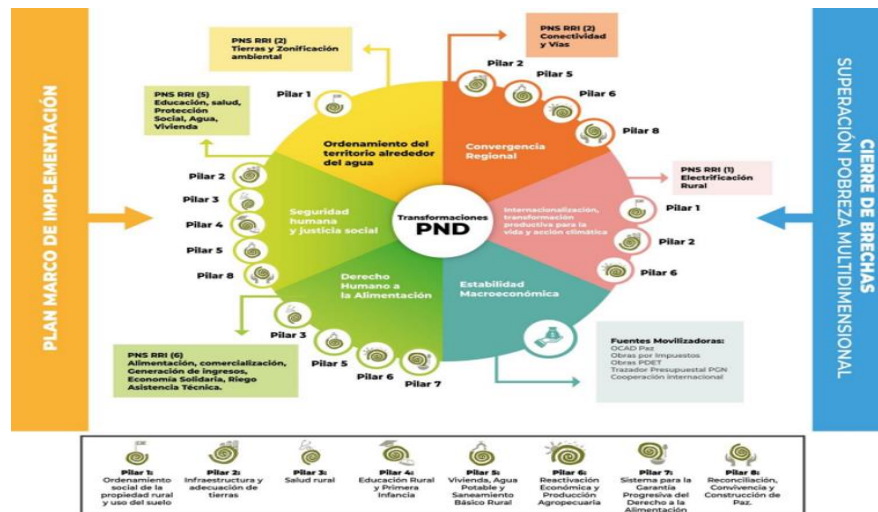 PLAN MARCO DE IMPLEMENTACIÓN
PNS RRI (2)
Tierras y Zonificación
ambiental
PNS RRI (2)
Conectividad
y Vías
PNS RRI (5)
Educación, salud,
Protección
Social, Agua,
Vivienda
Pilar 1
Pilar 2
Pilar 5
Pilar 6
Pilar 8
Ordenamiento del
territorio alrededor
del agua
Convergencia
Regional
PNS RRI (1)
Electrificación
Rural
Pilar 2
Pilar 3
Pilar 4
Pilar 5
Pilar 8
Seguridad
humana
y justicia social
Transformaciones
PND
Internacionalización,
transformación
productiva para la
vida y acción climática
Pilar 1
Pilar 2
Pilar 6
Derecho
Humano a
la Alimentación
Estabilidad
Macroeconómica
Pilar 3
Pilar 5
Pilar 6
Pilar 7
PNS RRI (6)
Alimentación, comercialización,
Generación de ingresos,
Economía Solidaria, Riego
Asistencia Técnica.
Fuentes Movilizadoras:
OCAD Paz
Obras por Impuestos
Obras PDET
Trazador Presupuestal PGN
Cooperación internacional
CIERRE DE BRECHAS
SUPERACIÓN POBREZA MULTIDIMENSIONAL
Pilar 1:
Ordenamiento
social de la
propiedad rural
y uso del suelo
Pilar 2:
Infraestructura y
adecuación de
tierras
Pilar 3:
Salud rural
Pilar 4:
Educación Rural
y Primera
Infancia
Pilar 5:
Vivienda, Agua
Potable y
Saneamiento
Básico Rural
Pilar 6:
Reactivación
Económica y
Producción
Agropecuaria
Pilar 7:
Sistema para la
Garantía
Progresiva del
Derecho a la
Alimentación
Pilar 8:
Reconciliación,
Convivencia y
Construcción de
Paz.